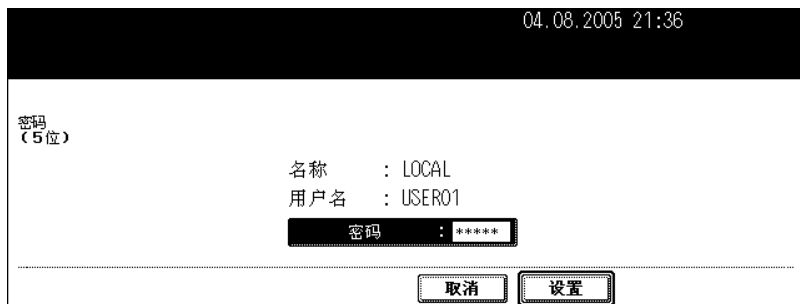 04.08.2005 21:36
密码
(5位)
名称 : LOCAL
用户名 : USER01
密码 : *****
取消 设置